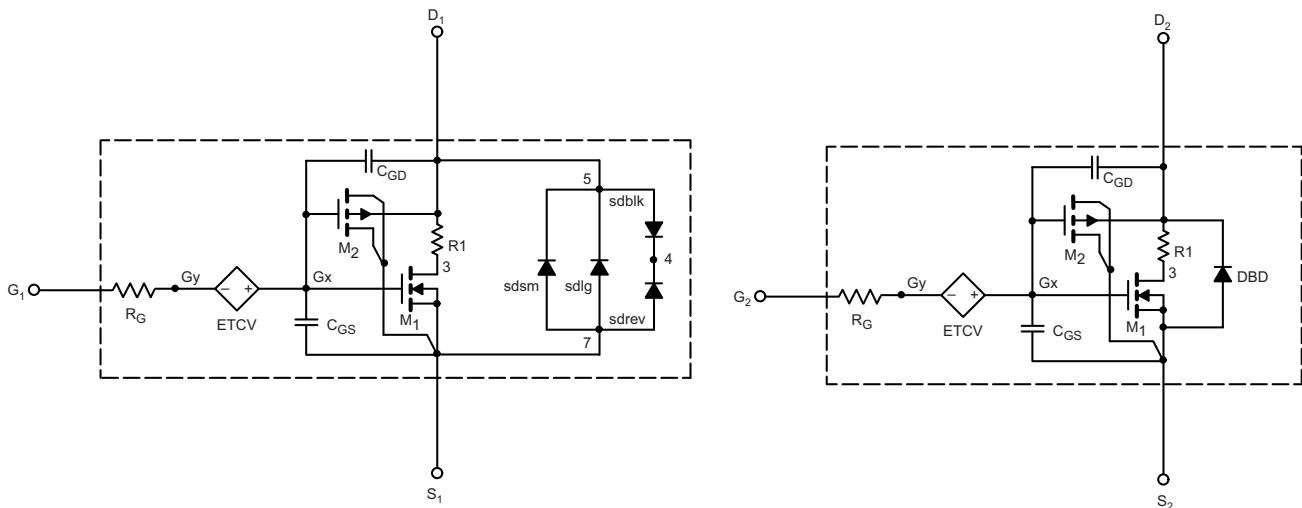 D1
CGD
5
sdblk
M2
R1
3
4
Gy
Gx
G1
sdsm
sdlg
RG
−
+
ETCV
CGS
M1
sdrev
7
S1
D2
CGD
M2
R1
3
DBD
Gy
Gx
G2
RG
−
+
ETCV
CGS
M1
S2